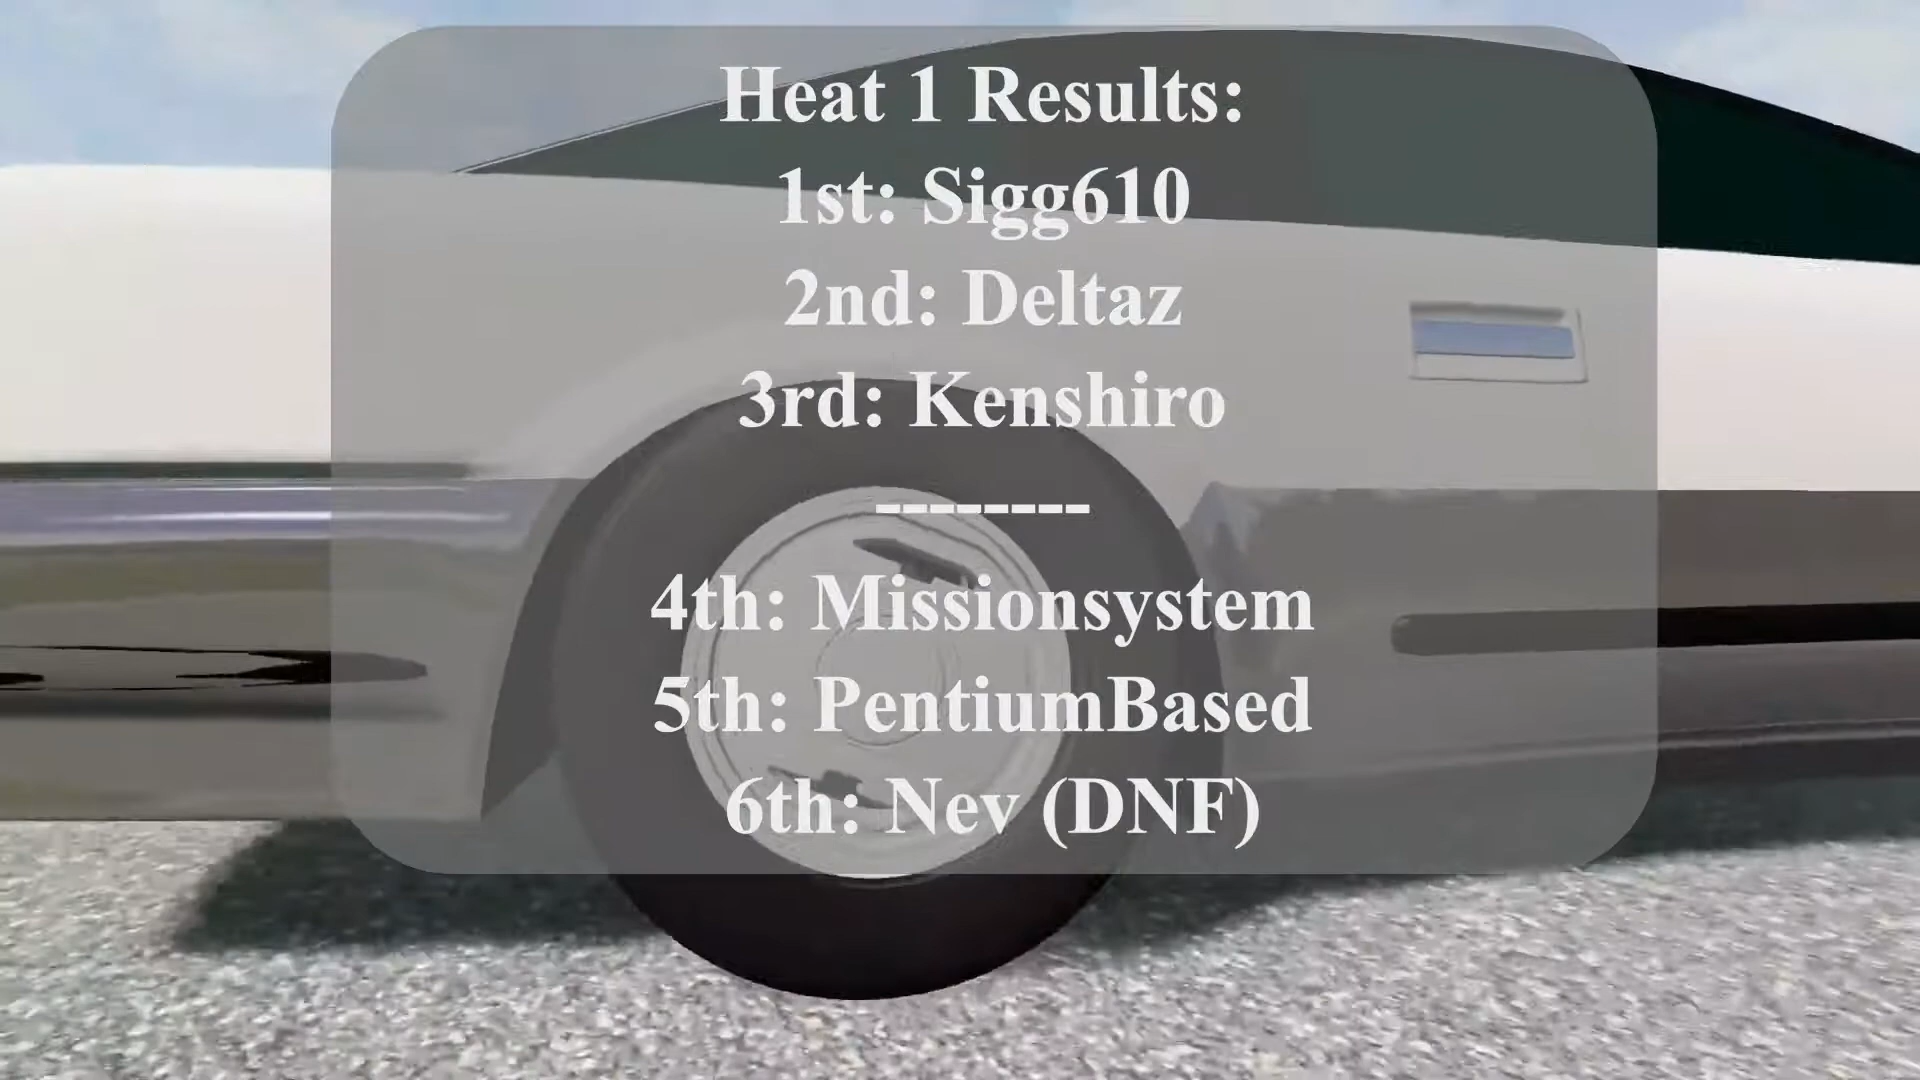 Heat 1 Results:
1st: Sigg610
2nd: Deltaz
3rd: Kenshiro
--------
4th: Missionsystem
5th: PentiumBased
6th: Nev (DNF)